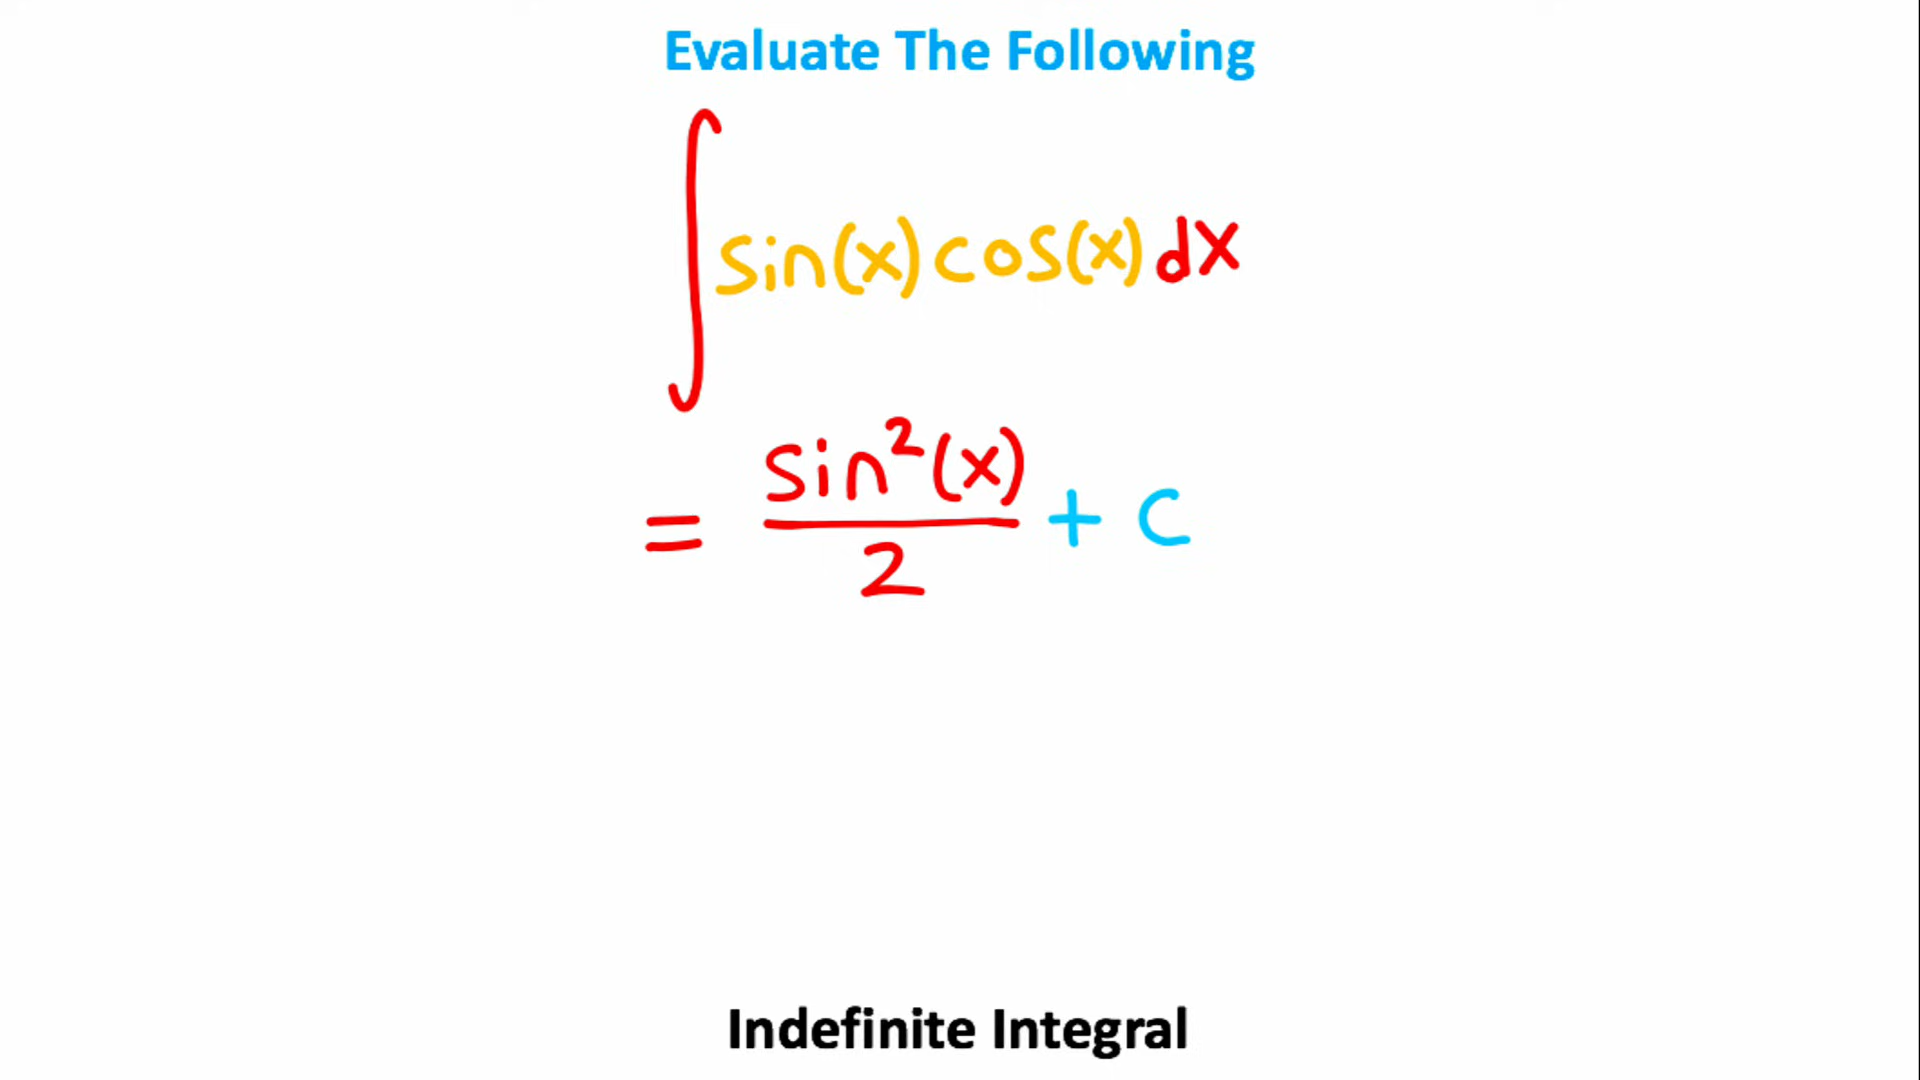 Evaluate The Following
∫ sin(x) cos(x) dx
= sin²(x)/2 + c
Indefinite Integral